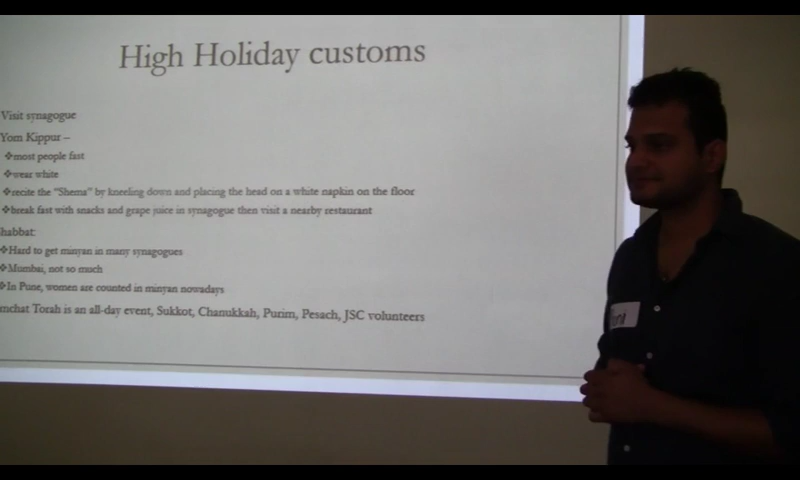 High Holiday customs
Visit synagogue
Yom Kippur –
❖most people fast
❖wear white
❖recite the "Shema" by kneeling down and placing the head on a white napkin on the floor
❖break fast with snacks and grape juice in synagogue then visit a nearby restaurant
habbat:
❖Hard to get minyan in many synagogues
❖Mumbai, not so much
❖In Pune, women are counted in minyan nowadays
mchat Torah is an all-day event, Sukkot, Chanukkah, Purim, Pesach, JSC volunteers